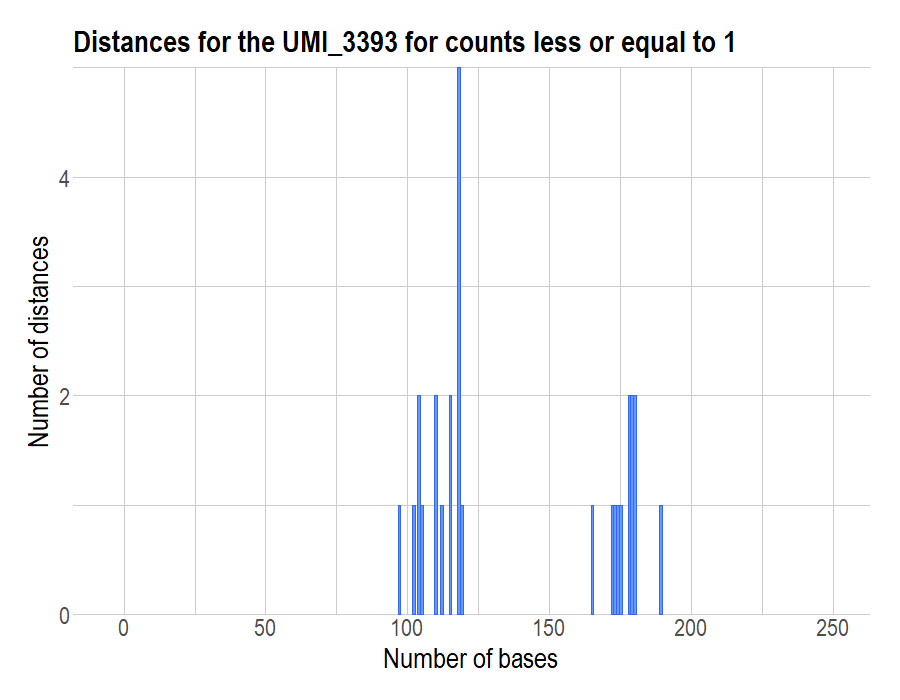 Distances for the UMI_3393 for counts less or equal to 1
Number of distances
4
2
0
0 50 100 150 200 250
Number of bases